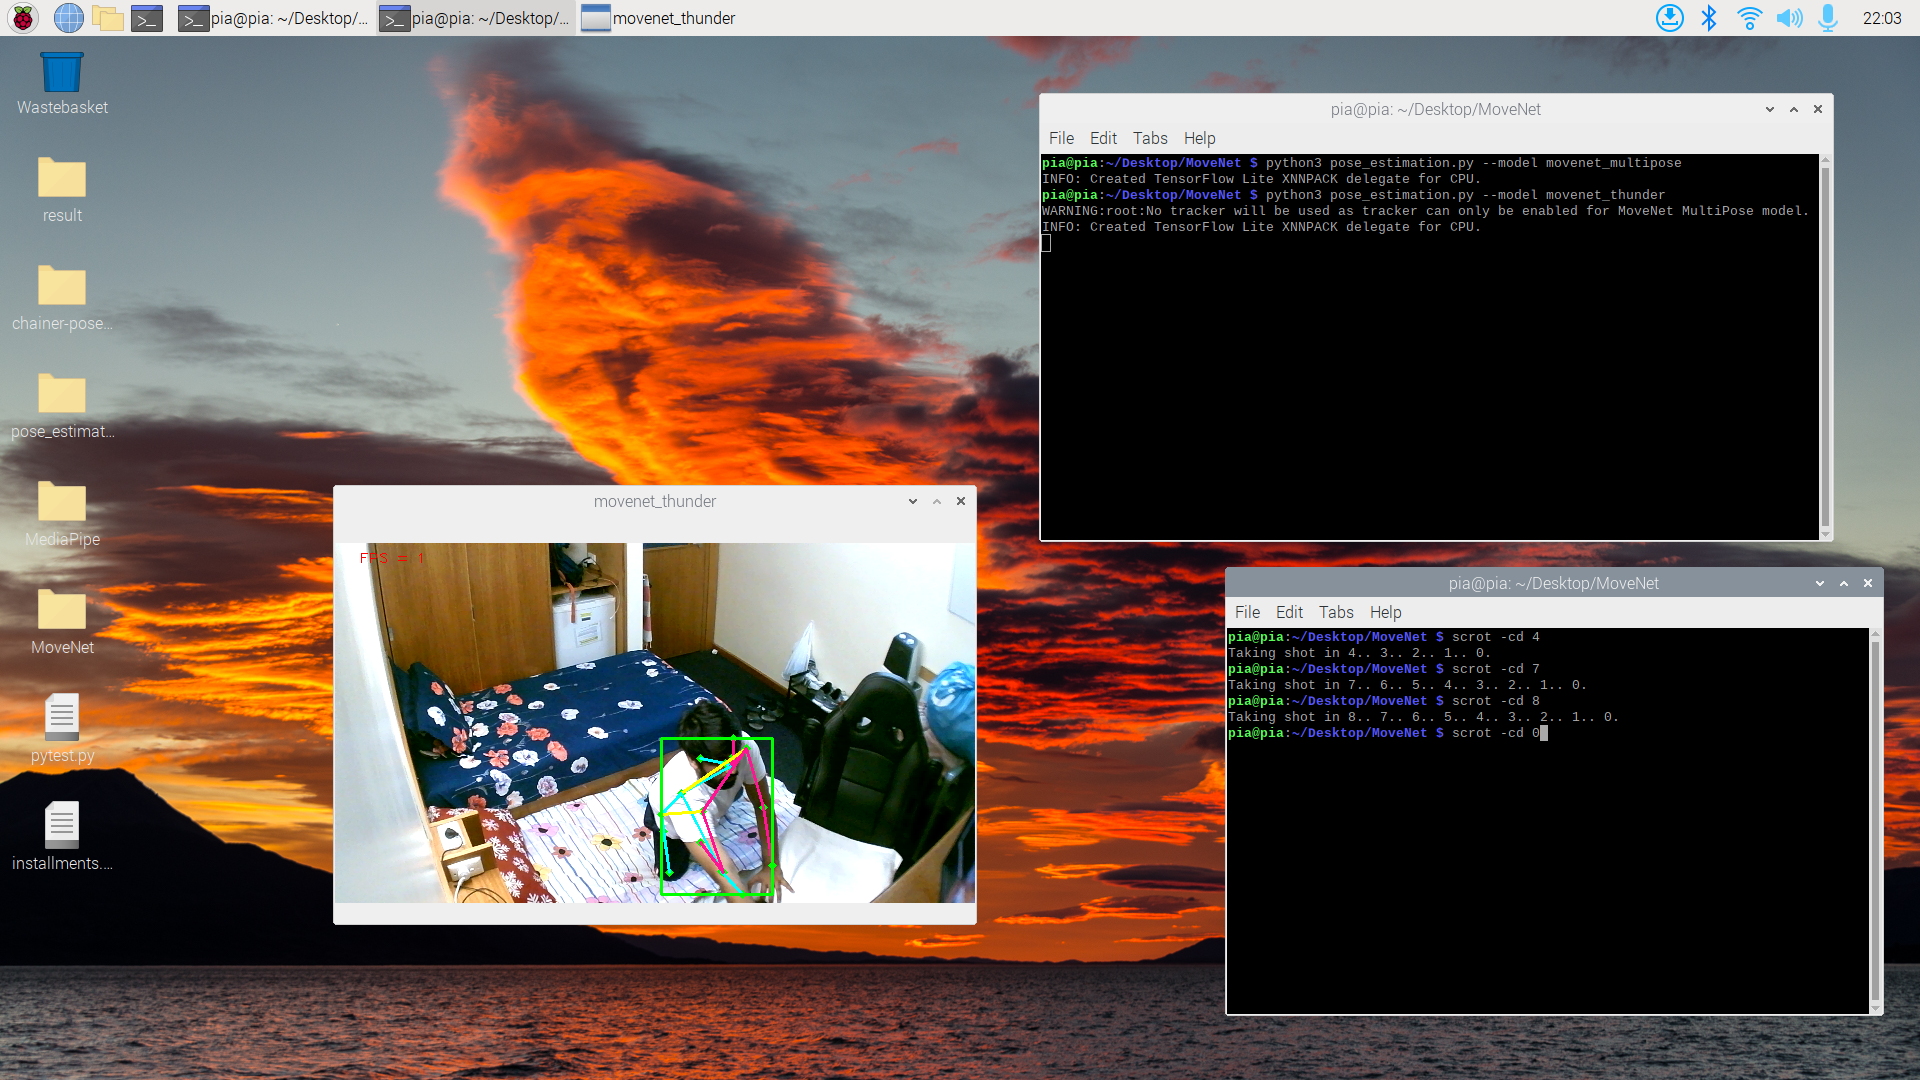 pia@pia: ~/Desktop/...
pia@pia: ~/Desktop/...
movenet_thunder
22:03
Wastebasket
result
chainer-pose...
pose_estimat...
MediaPipe
MoveNet
pytest.py
installments....
pia@pia: ~/Desktop/MoveNet
File Edit Tabs Help
pia@pia:~/Desktop/MoveNet $ python3 pose_estimation.py --model movenet_multipose
INFO: Created TensorFlow Lite XNNPACK delegate for CPU.
pia@pia:~/Desktop/MoveNet $ python3 pose_estimation.py --model movenet_thunder
WARNING:root:No tracker will be used as tracker can only be enabled for MoveNet MultiPose model.
INFO: Created TensorFlow Lite XNNPACK delegate for CPU.
movenet_thunder
FPS = 1
pia@pia: ~/Desktop/MoveNet
File Edit Tabs Help
pia@pia:~/Desktop/MoveNet $ scrot -cd 4
Taking shot in 4.. 3.. 2.. 1.. 0.
pia@pia:~/Desktop/MoveNet $ scrot -cd 7
Taking shot in 7.. 6.. 5.. 4.. 3.. 2.. 1.. 0.
pia@pia:~/Desktop/MoveNet $ scrot -cd 8
Taking shot in 8.. 7.. 6.. 5.. 4.. 3.. 2.. 1.. 0.
pia@pia:~/Desktop/MoveNet $ scrot -cd 0